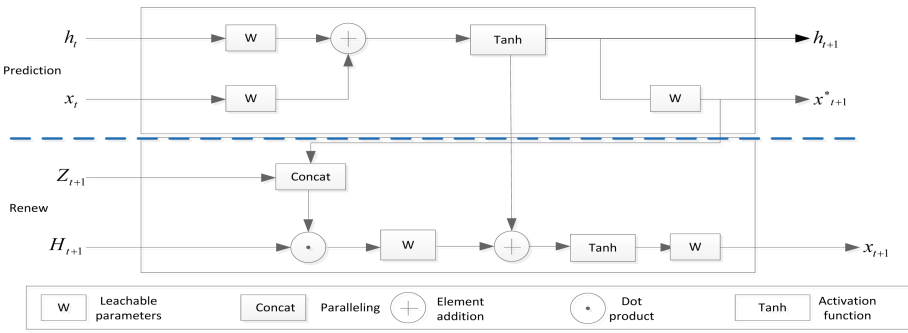 h_t W Tanh h_{t+1}
Prediction
x_t W W x^*_{t+1}
Z_{t+1} Concat
Renew
H_{t+1} W Tanh W x_{t+1}
W Leachable parameters Concat Paralleling Element addition Dot product Tanh Activation function